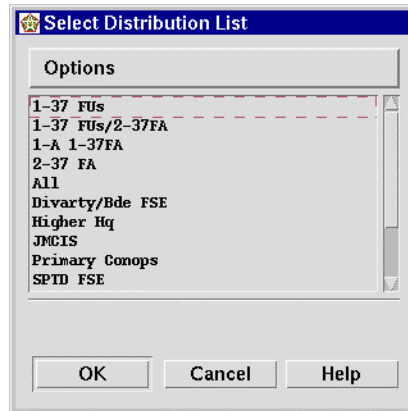 Select Distribution List
Options
1-37 FUs
1-37 FUs/2-37FA
1-A 1-37FA
2-37 FA
All
Divarty/Bde FSE
Higher Hq
JMCIS
Primary Conops
SPTD FSE
OK Cancel Help